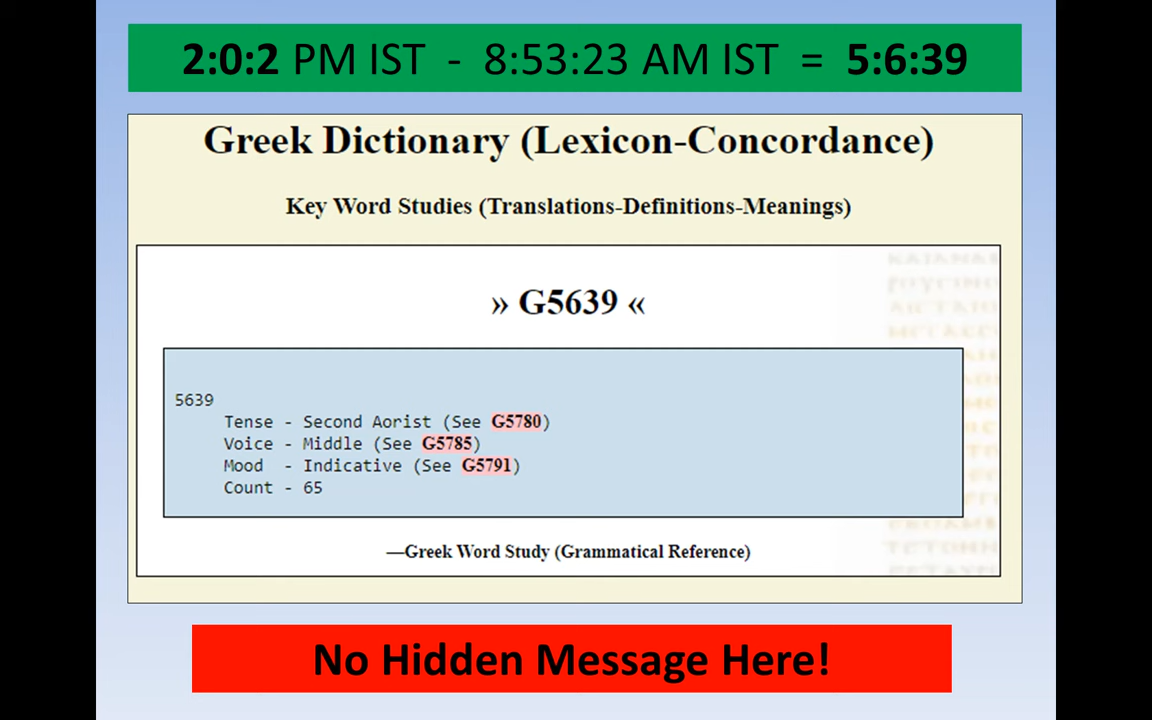 2:0:2 PM IST - 8:53:23 AM IST = 5:6:39
Greek Dictionary (Lexicon-Concordance)
Key Word Studies (Translations-Definitions-Meanings)
» G5639 «
5639
Tense - Second Aorist (See G5780)
Voice - Middle (See G5785)
Mood - Indicative (See G5791)
Count - 65
—Greek Word Study (Grammatical Reference)
No Hidden Message Here!